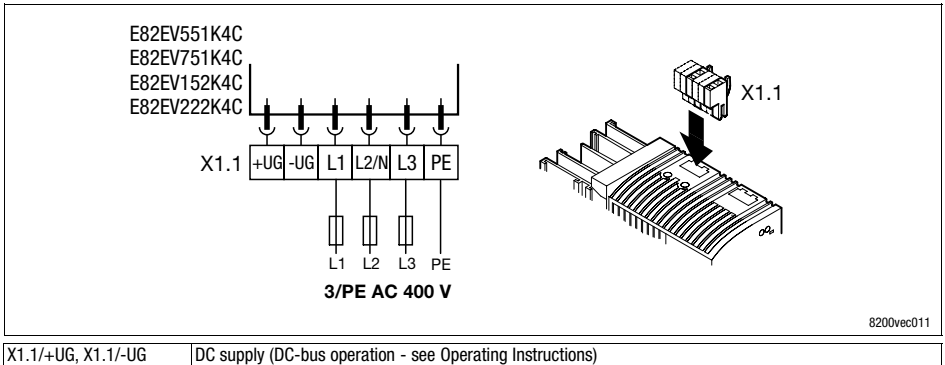 E82EV551K4C
E82EV751K4C
E82EV152K4C
E82EV222K4C
X1.1
X1.1 +UG -UG L1 L2/N L3 PE
L1 L2 L3 PE
3/PE AC 400 V
8200vec011
X1.1/+UG, X1.1/-UG DC supply (DC-bus operation - see Operating Instructions)